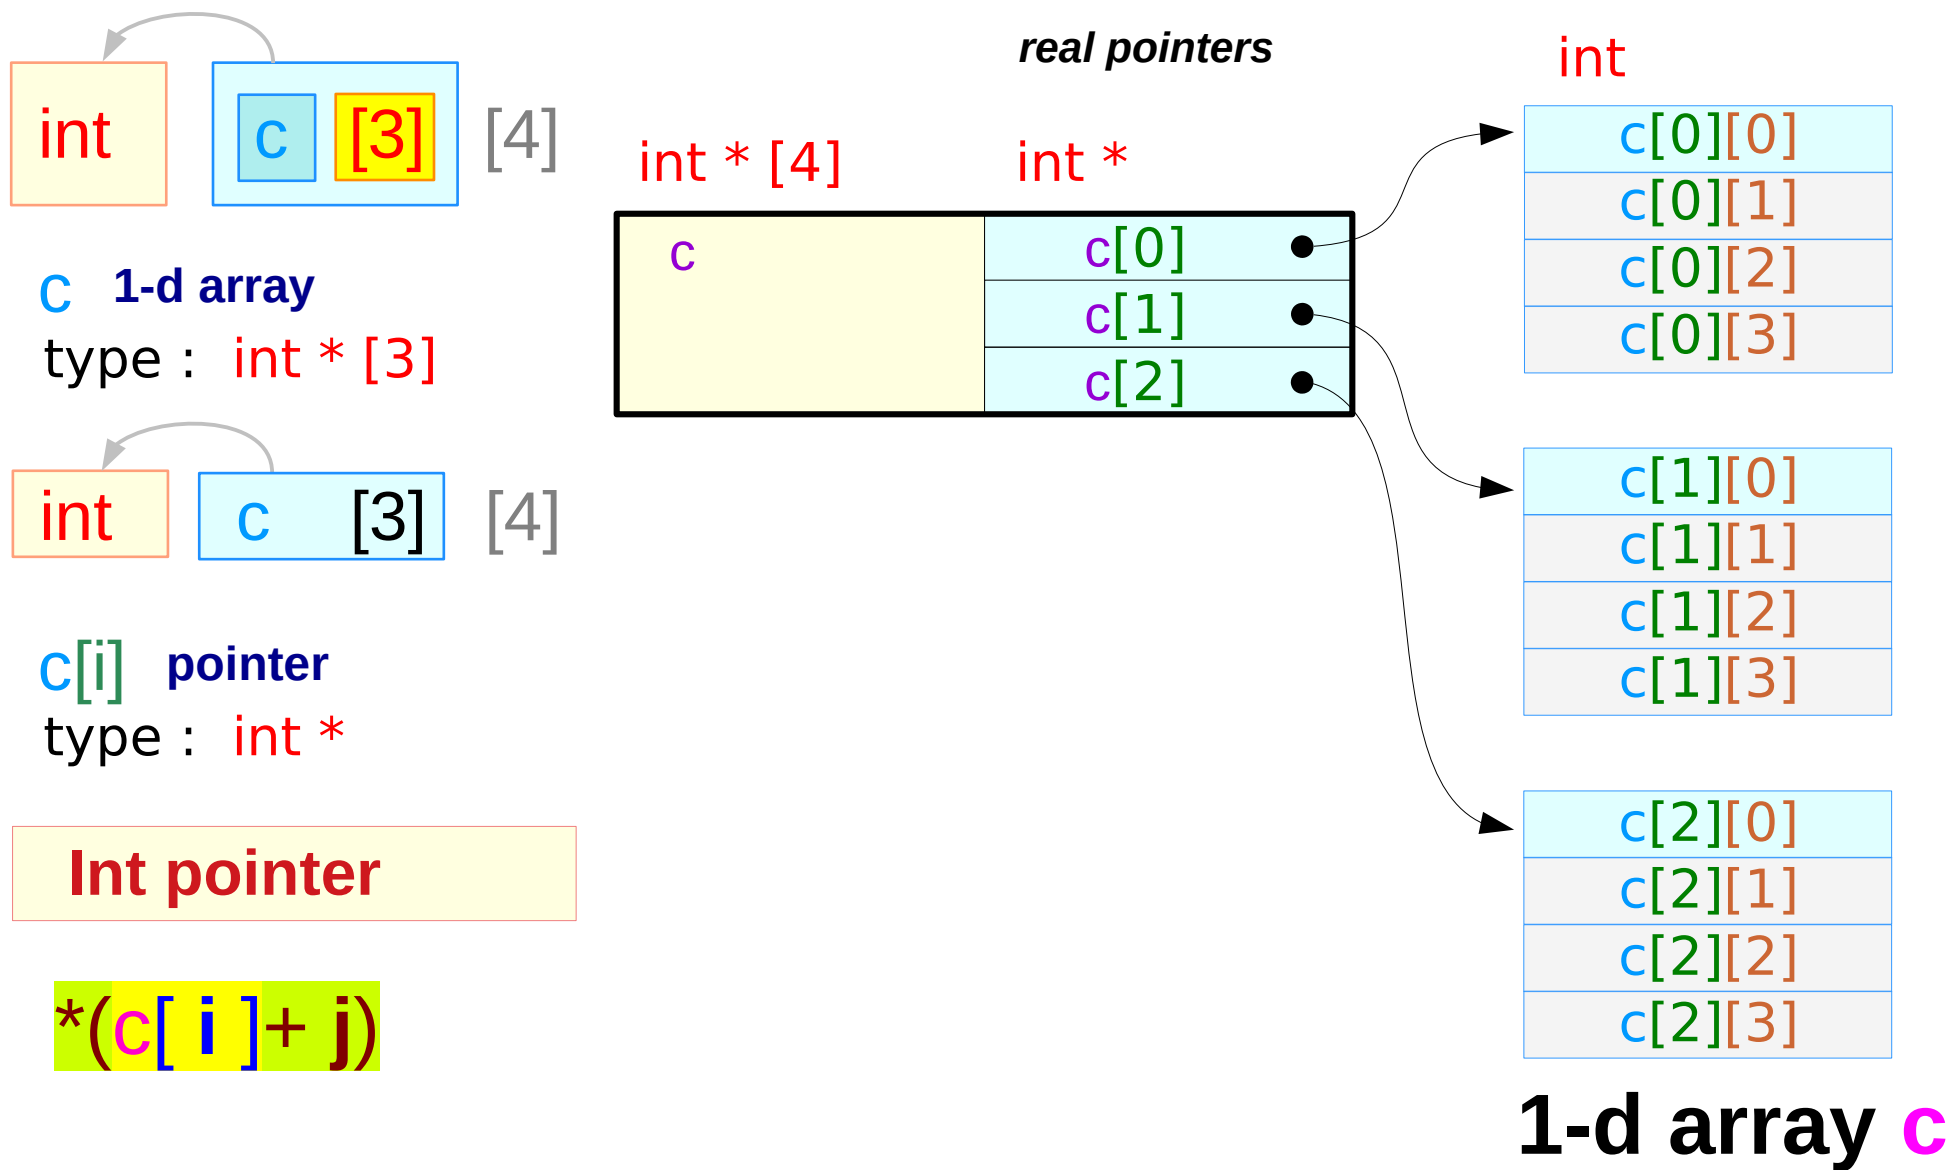 int c [3] [4]
c 1-d array
type : int * [3]
int c [3] [4]
c[i] pointer
type : int *
Int pointer
*(c[ i ]+ j)
real pointers
int * [4] int *
c c[0]
c[1]
c[2]
int
c[0][0]
c[0][1]
c[0][2]
c[0][3]
c[1][0]
c[1][1]
c[1][2]
c[1][3]
c[2][0]
c[2][1]
c[2][2]
c[2][3]
1-d array c